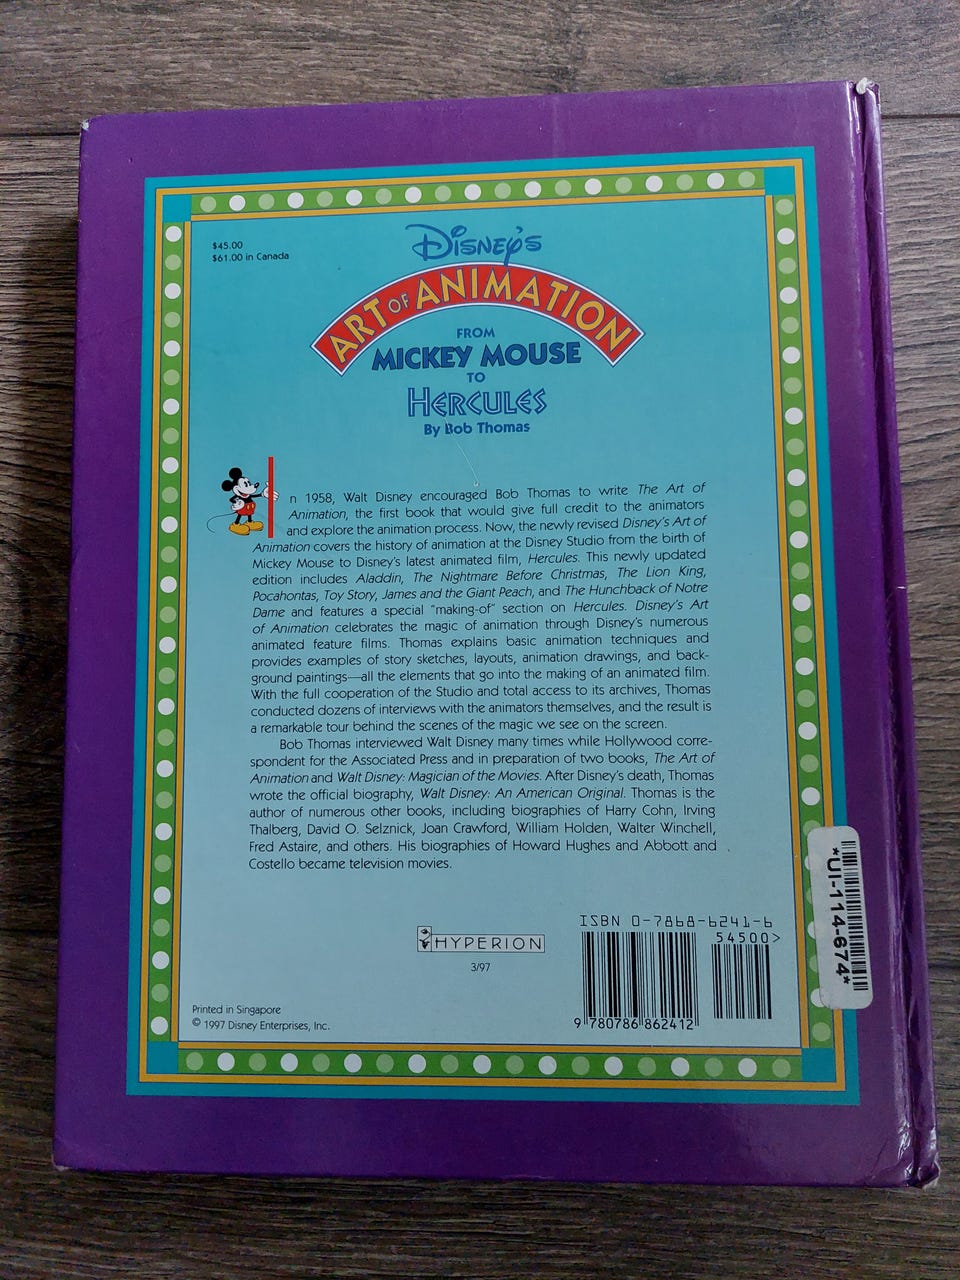 $45.00
$61.00 in Canada
DISNEY'S
ART OF ANIMATION
FROM
MICKEY MOUSE
TO
HERCULES
By Bob Thomas
In 1958, Walt Disney encouraged Bob Thomas to write The Art of
Animation, the first book that would give full credit to the animators
and explore the animation process. Now, the newly revised Disney's Art of
Animation covers the history of animation at the Disney Studio from the birth of
Mickey Mouse to Disney's latest animated film, Hercules. This newly updated
edition includes Aladdin, The Nightmare Before Christmas, The Lion King,
Pocahontas, Toy Story, James and the Giant Peach, and The Hunchback of Notre
Dame and features a special "making-of" section on Hercules. Disney's Art
of Animation celebrates the magic of animation through Disney's numerous
animated feature films. Thomas explains basic animation techniques and
provides examples of story sketches, layouts, animation drawings, and back-
ground paintings—all the elements that go into the making of an animated film.
With the full cooperation of the Studio and total access to its archives, Thomas
conducted dozens of interviews with the animators themselves, and the result is
a remarkable tour behind the scenes of the magic we see on the screen.
Bob Thomas interviewed Walt Disney many times while Hollywood corre-
spondent for the Associated Press and in preparation of two books, The Art of
Animation and Walt Disney: Magician of the Movies. After Disney's death, Thomas
wrote the official biography, Walt Disney: An American Original. Thomas is the
author of numerous other books, including biographies of Harry Cohn, Irving
Thalberg, David O. Selznick, Joan Crawford, William Holden, Walter Winchell,
Fred Astaire, and others. His biographies of Howard Hughes and Abbott and
Costello became television movies.
HYPERION
3/97
Printed in Singapore
© 1997 Disney Enterprises, Inc.
ISBN 0-7868-6241-6
54500>
9 780786 862412
*UI-114-674*